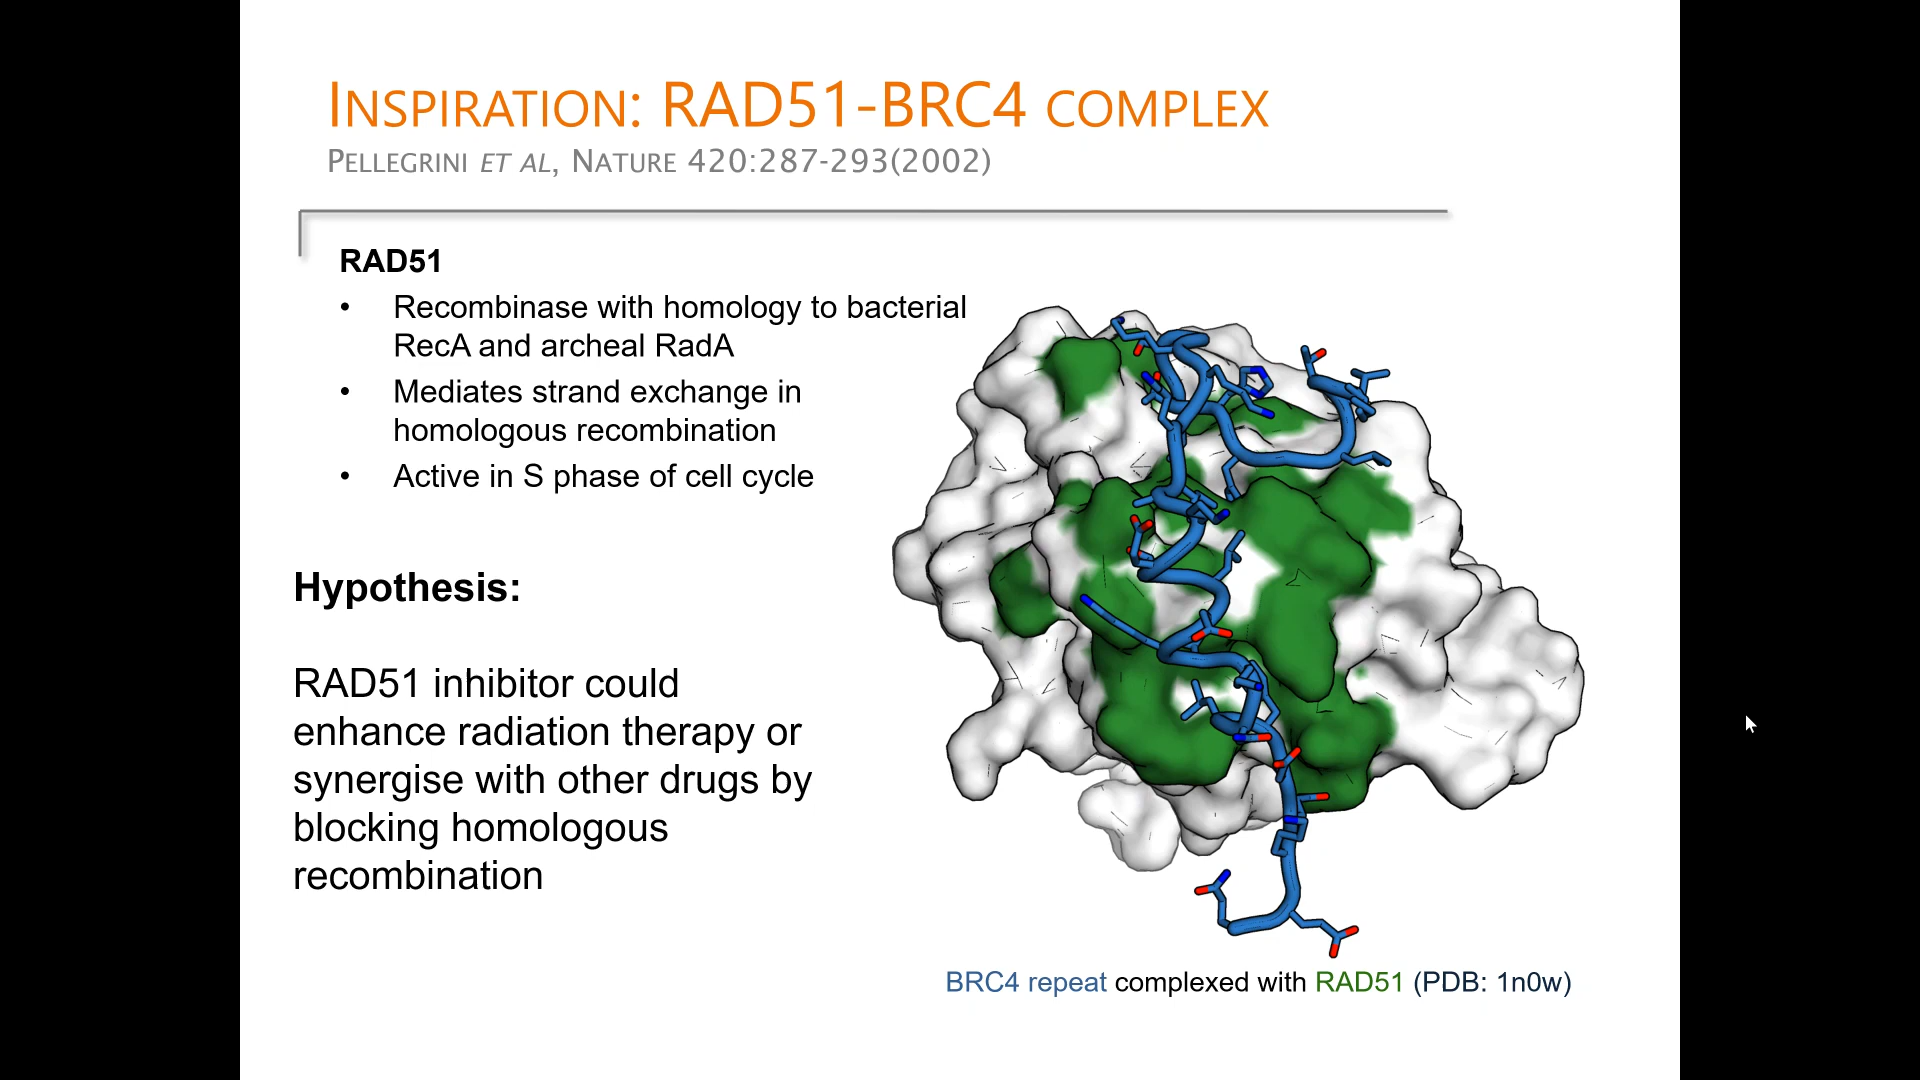 INSPIRATION: RAD51-BRC4 COMPLEX
PELLEGRINI ET AL, NATURE 420:287-293(2002)
RAD51
• Recombinase with homology to bacterial
RecA and archeal RadA
• Mediates strand exchange in
homologous recombination
• Active in S phase of cell cycle
Hypothesis:
RAD51 inhibitor could
enhance radiation therapy or
synergise with other drugs by
blocking homologous
recombination
BRC4 repeat complexed with RAD51 (PDB: 1n0w)